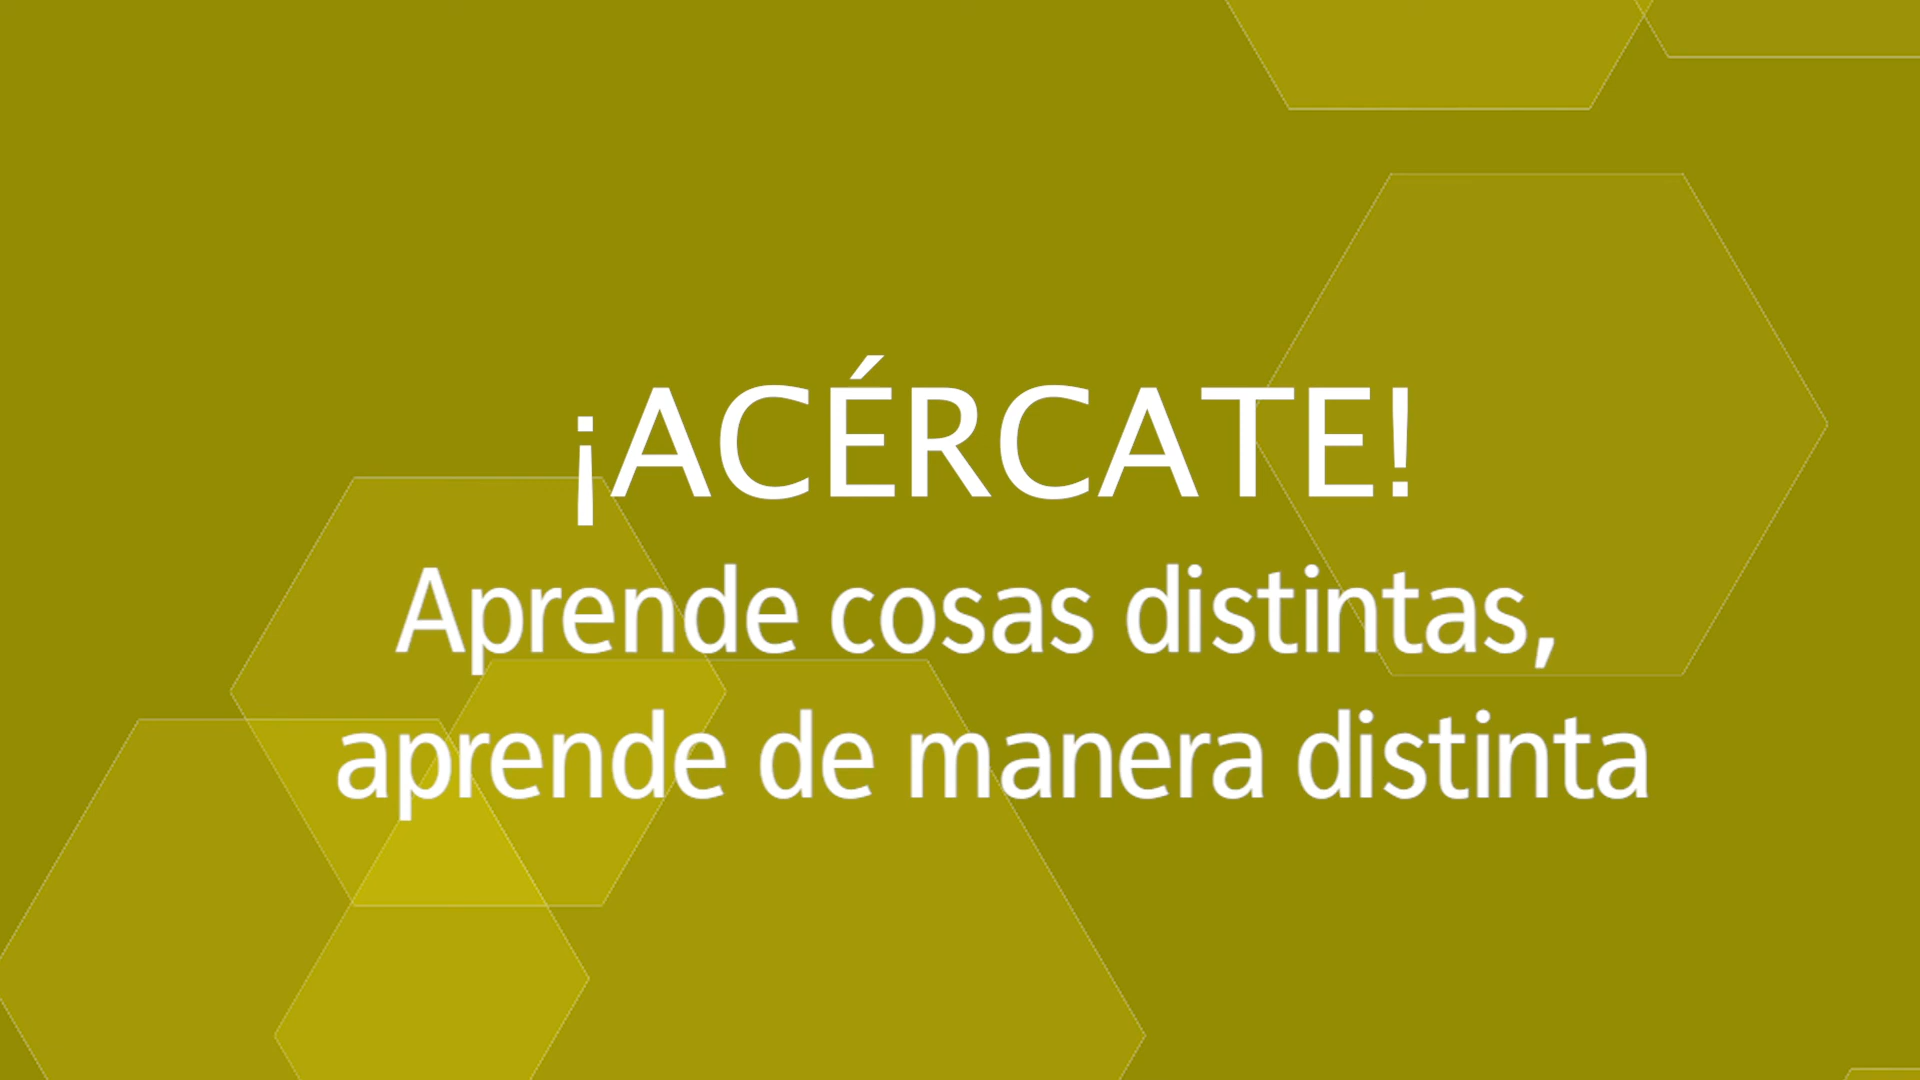 ¡ACÉRCATE!
Aprende cosas distintas,
aprende de manera distinta